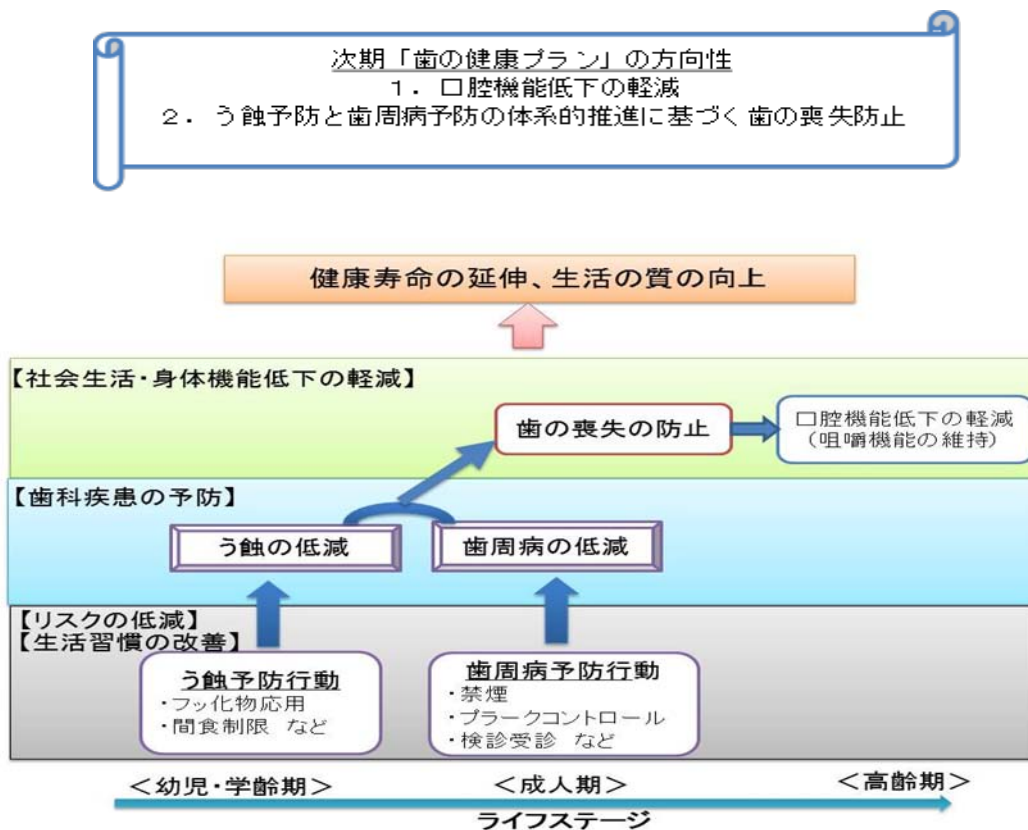 次期「歯の健康プラン」の方向性
１．口腔機能低下の軽減
２．う蝕予防と歯周病予防の体系的推進に基づく歯の喪失防止
健康寿命の延伸、生活の質の向上
【社会生活・身体機能低下の軽減】
歯の喪失の防止
口腔機能低下の軽減
（咀嚼機能の維持）
【歯科疾患の予防】
う蝕の低減
歯周病の低減
【リスクの低減】
【生活習慣の改善】
う蝕予防行動
・フッ化物応用
・間食制限 など
歯周病予防行動
・禁煙
・プラークコントロール
・検診受診 など
＜幼児・学齢期＞
＜成人期＞
＜高齢期＞
ライフステージ